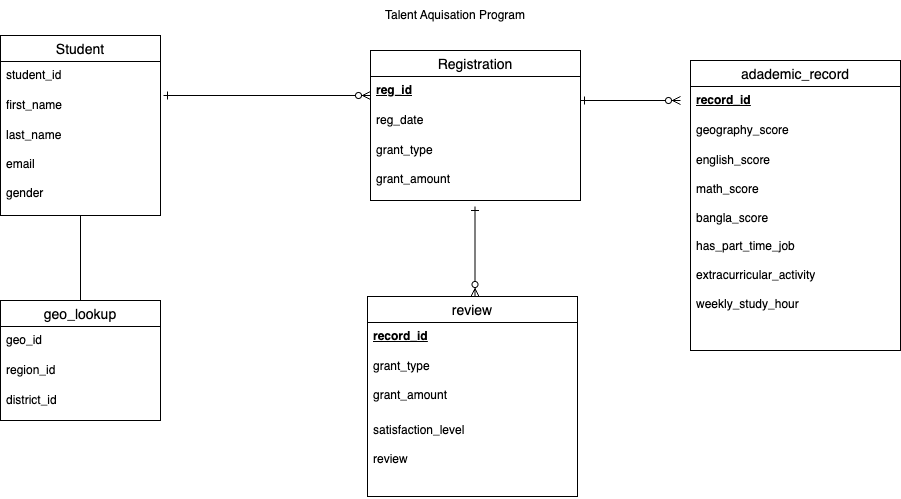 Talent Aquisation Program
Student
student_id
first_name
last_name
email
gender
Registration
reg_id
reg_date
grant_type
grant_amount
adademic_record
record_id
geography_score
english_score
math_score
bangla_score
has_part_time_job
extracurricular_activity
weekly_study_hour
geo_lookup
geo_id
region_id
district_id
review
record_id
grant_type
grant_amount
satisfaction_level
review